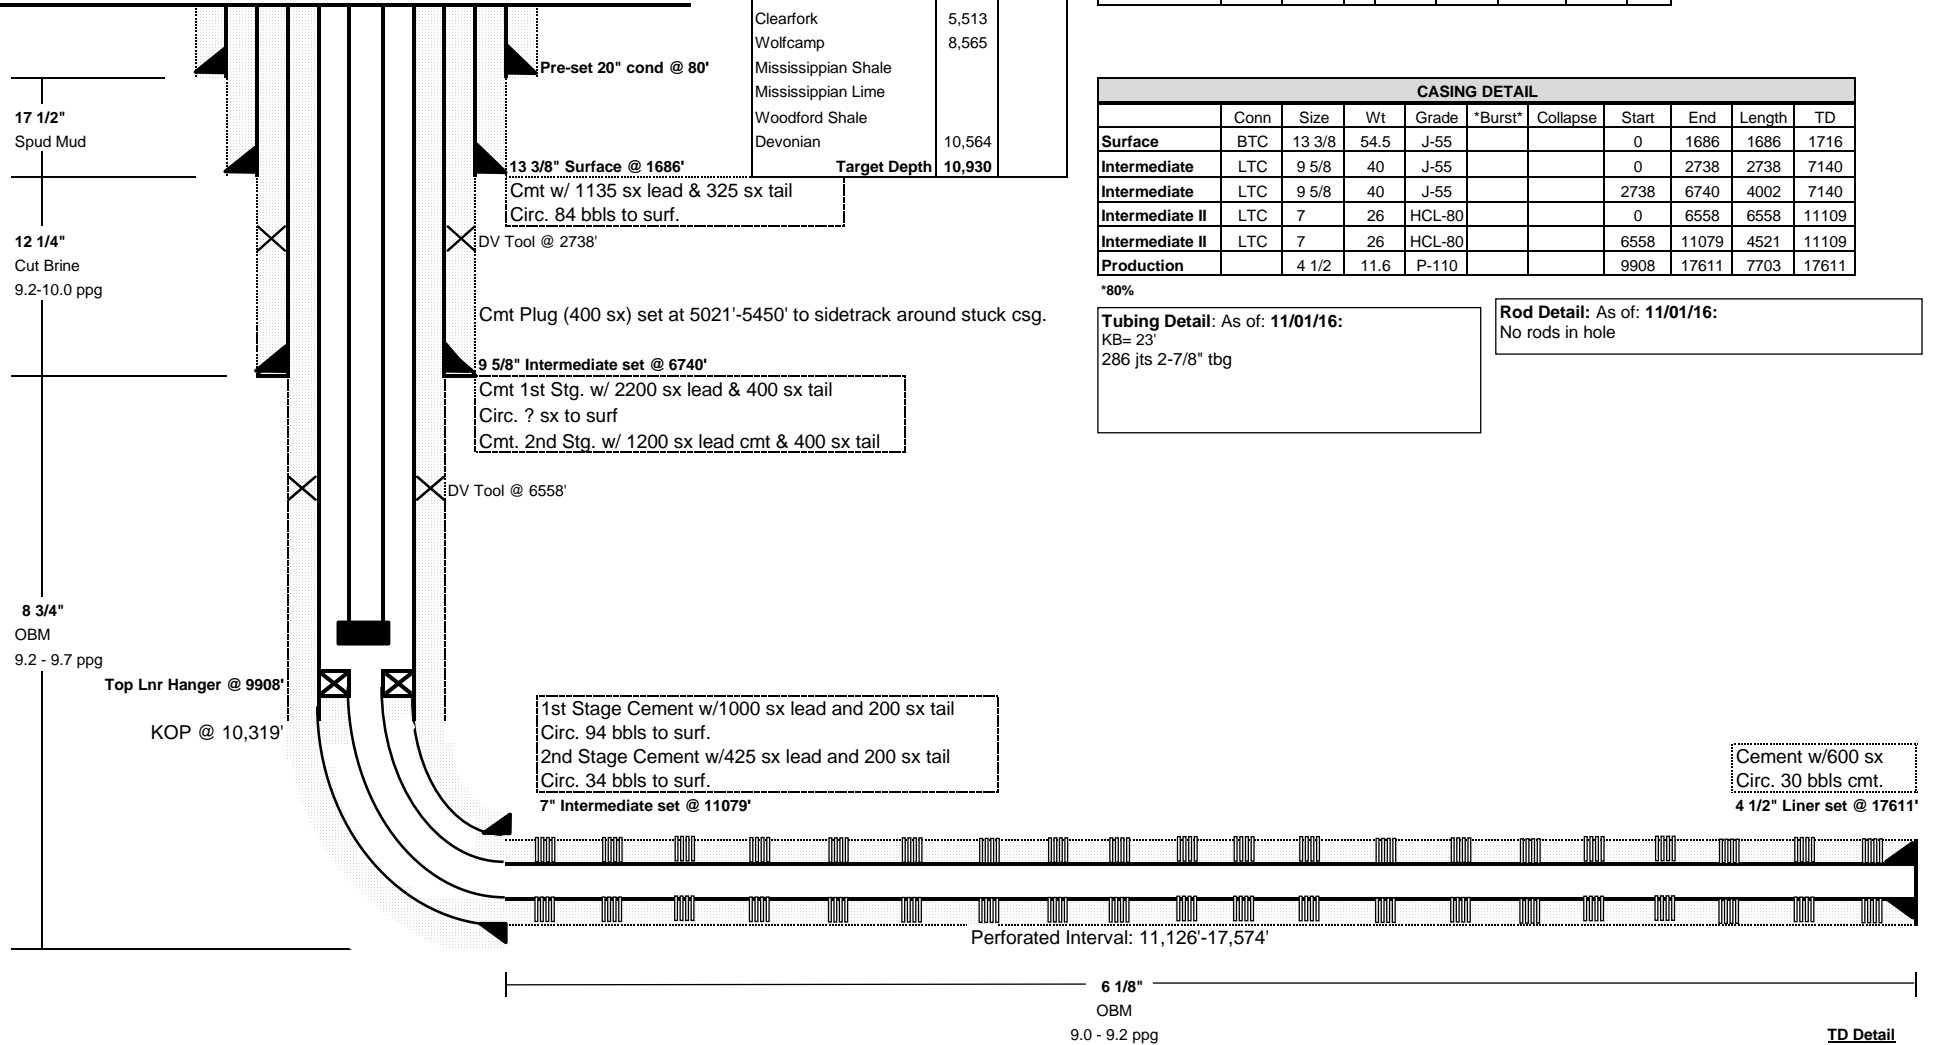 Clearfork 5,513
Wolfcamp 8,565
Mississippian Shale
Mississippian Lime
Woodford Shale
Devonian 10,564
Target Depth 10,930
Pre-set 20" cond @ 80'
17 1/2"
Spud Mud
13 3/8" Surface @ 1686'
Cmt w/ 1135 sx lead & 325 sx tail
Circ. 84 bbls to surf.
12 1/4"
Cut Brine
9.2-10.0 ppg
DV Tool @ 2738'
Cmt Plug (400 sx) set at 5021'-5450' to sidetrack around stuck csg.
9 5/8" Intermediate set @ 6740'
Cmt 1st Stg. w/ 2200 sx lead & 400 sx tail
Circ. ? sx to surf
Cmt. 2nd Stg. w/ 1200 sx lead cmt & 400 sx tail
DV Tool @ 6558'
CASING DETAIL
Conn Size Wt Grade *Burst* Collapse Start End Length TD
Surface BTC 13 3/8 54.5 J-55 0 1686 1686 1716
Intermediate LTC 9 5/8 40 J-55 0 2738 2738 7140
Intermediate LTC 9 5/8 40 J-55 2738 6740 4002 7140
Intermediate II LTC 7 26 HCL-80 0 6558 6558 11109
Intermediate II LTC 7 26 HCL-80 6558 11079 4521 11109
Production 4 1/2 11.6 P-110 9908 17611 7703 17611
*80%
Tubing Detail: As of: 11/01/16:
KB= 23'
286 jts 2-7/8" tbg
Rod Detail: As of: 11/01/16:
No rods in hole
8 3/4"
OBM
9.2 - 9.7 ppg
Top Lnr Hanger @ 9908'
KOP @ 10,319'
1st Stage Cement w/1000 sx lead and 200 sx tail
Circ. 94 bbls to surf.
2nd Stage Cement w/425 sx lead and 200 sx tail
Circ. 34 bbls to surf.
7" Intermediate set @ 11079'
Cement w/600 sx
Circ. 30 bbls cmt.
4 1/2" Liner set @ 17611'
Perforated Interval: 11,126'-17,574'
6 1/8"
OBM
9.0 - 9.2 ppg
TD Detail